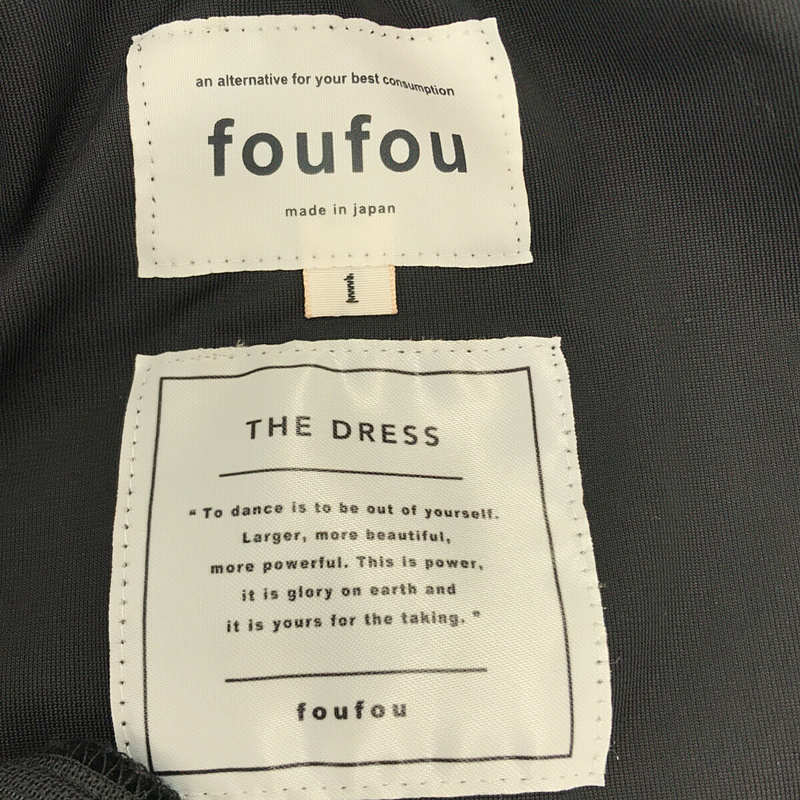 an alternative for your best consumption
foufou
made in japan
1
THE DRESS
“To dance is to be out of yourself.
Larger, more beautiful,
more powerful. This is power,
it is glory on earth and
it is yours for the taking.”
foufou